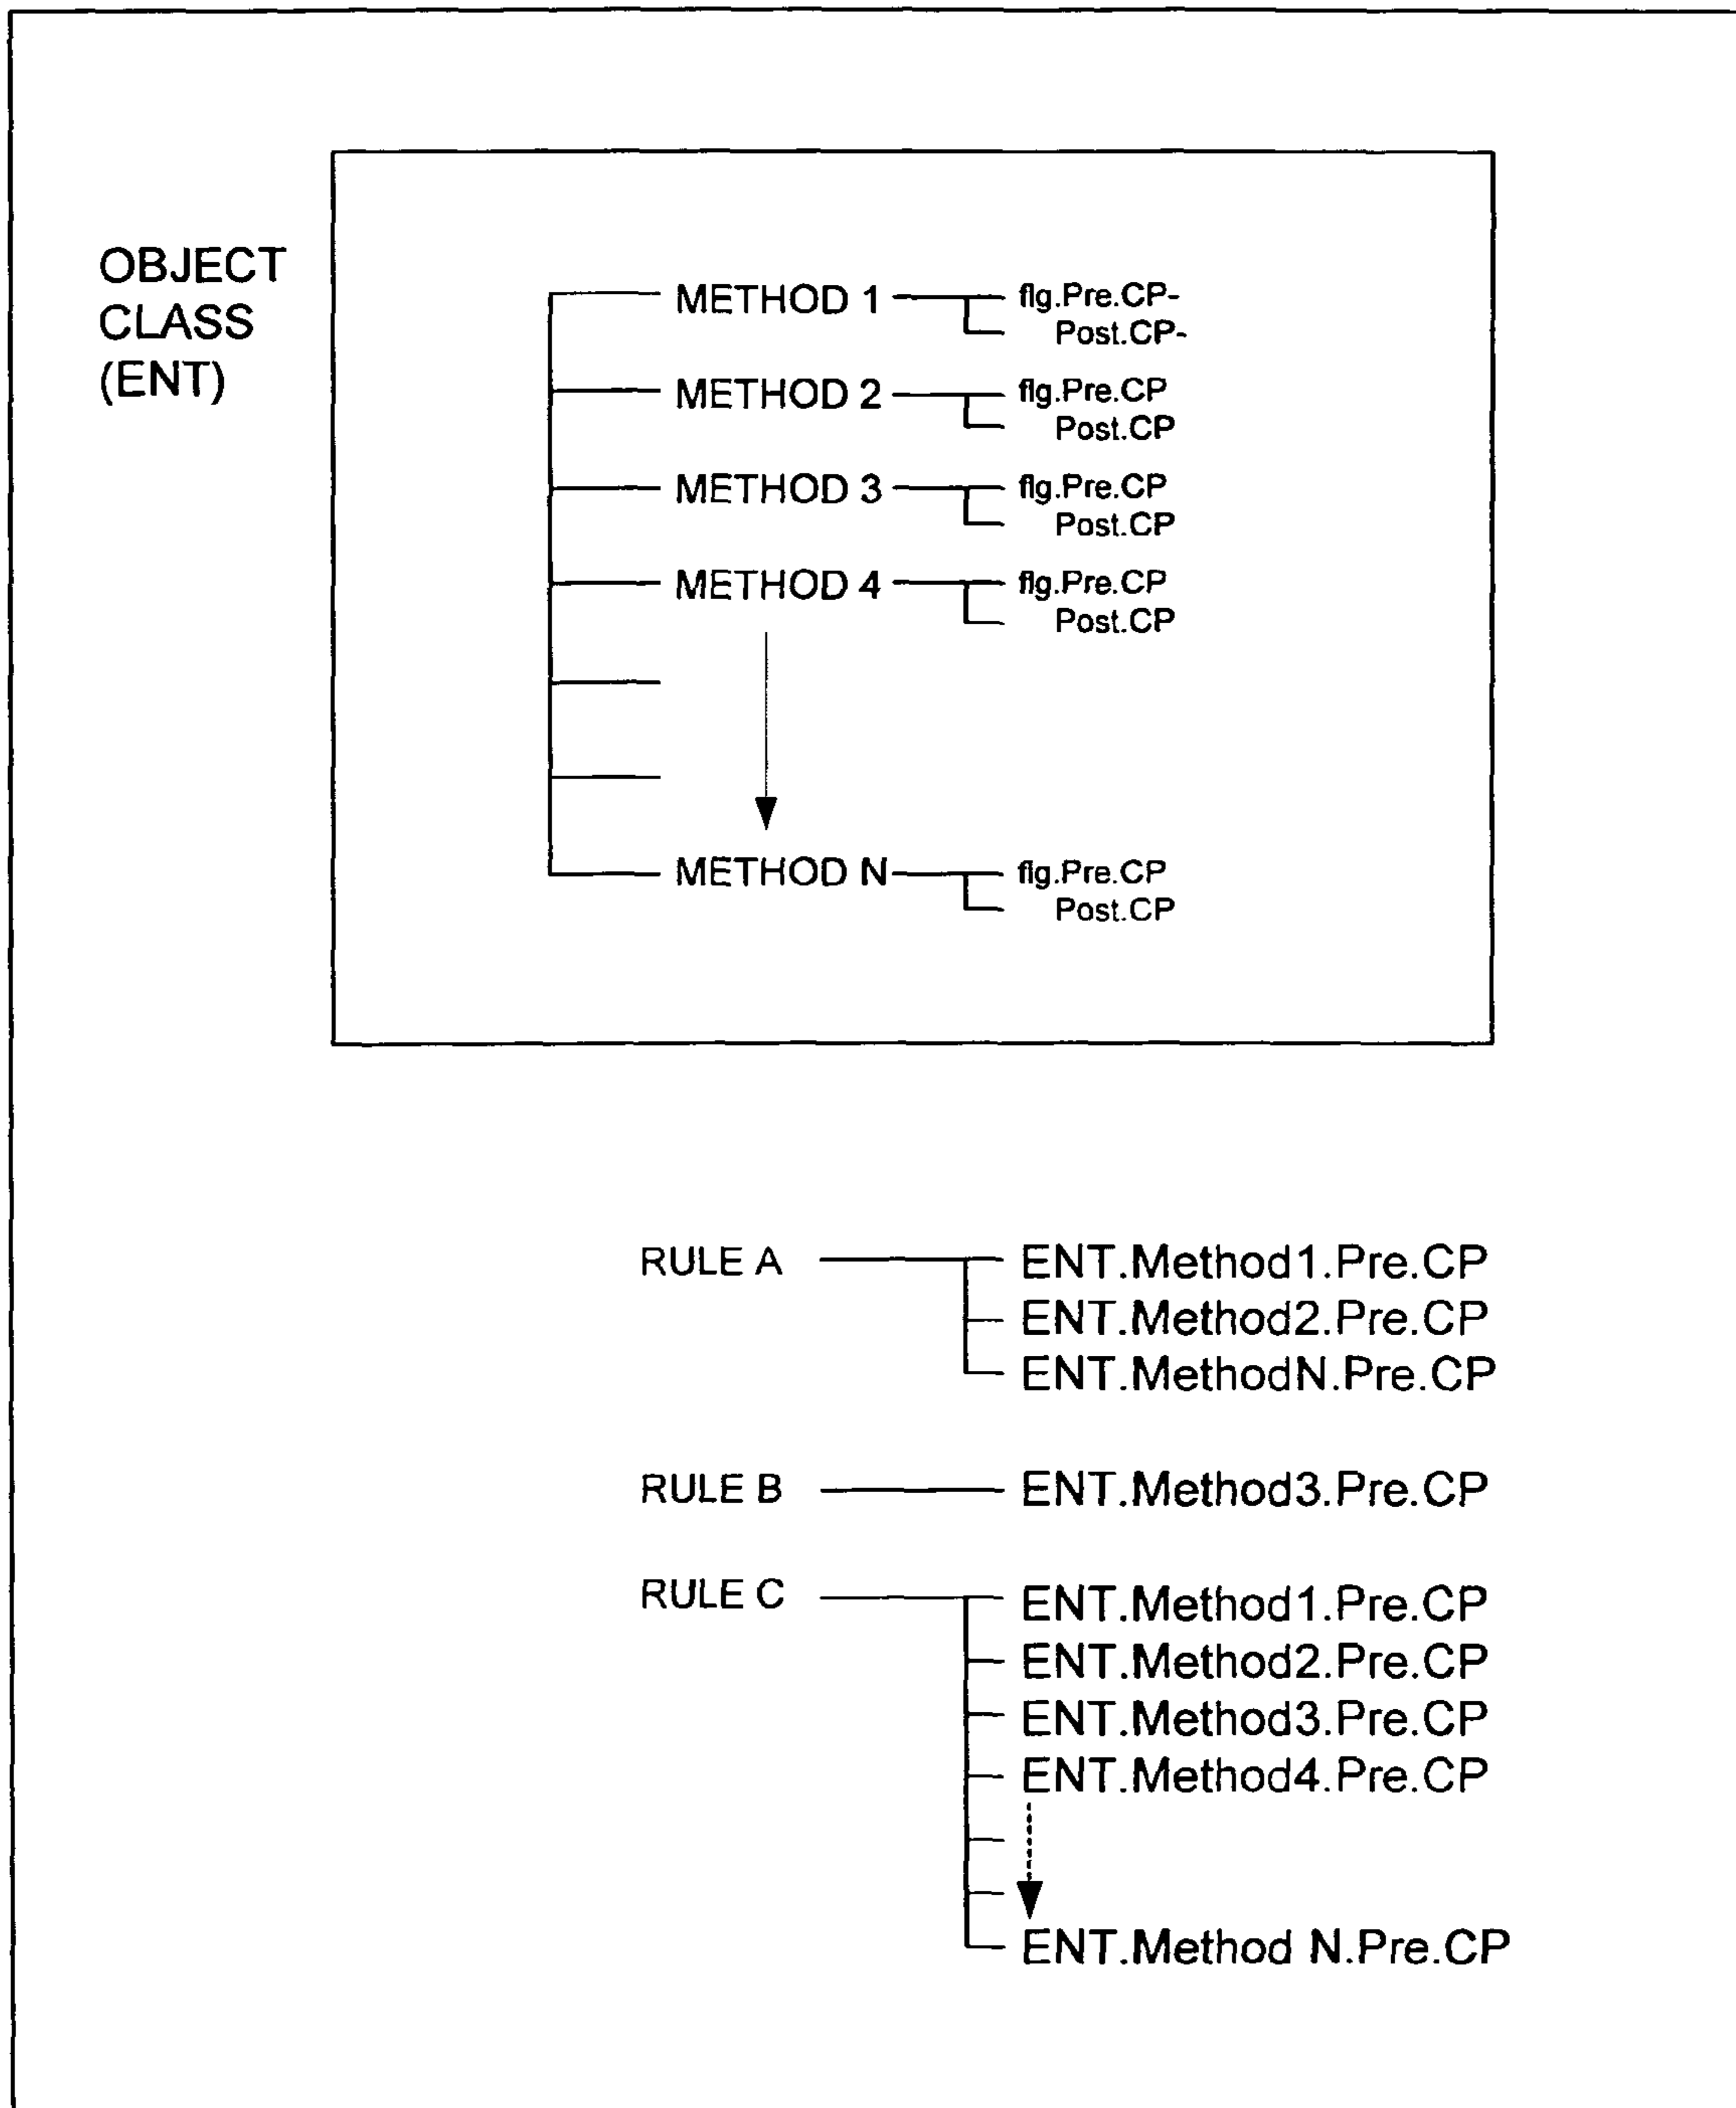 OBJECT
CLASS
(ENT)
METHOD 1 flg.Pre.CP-
Post.CP-
METHOD 2 flg.Pre.CP
Post.CP
METHOD 3 flg.Pre.CP
Post.CP
METHOD 4 flg.Pre.CP
Post.CP
METHOD N flg.Pre.CP
Post.CP
RULE A ENT.Method1.Pre.CP
ENT.Method2.Pre.CP
ENT.MethodN.Pre.CP
RULE B ENT.Method3.Pre.CP
RULE C ENT.Method1.Pre.CP
ENT.Method2.Pre.CP
ENT.Method3.Pre.CP
ENT.Method4.Pre.CP
ENT.Method N.Pre.CP